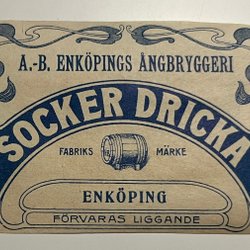 A.-B. ENKÖPINGS ÅNGBRYGGERI
SOCKER DRICKA
FABRIKS MÄRKE
ENKÖPING
FÖRVARAS LIGGANDE